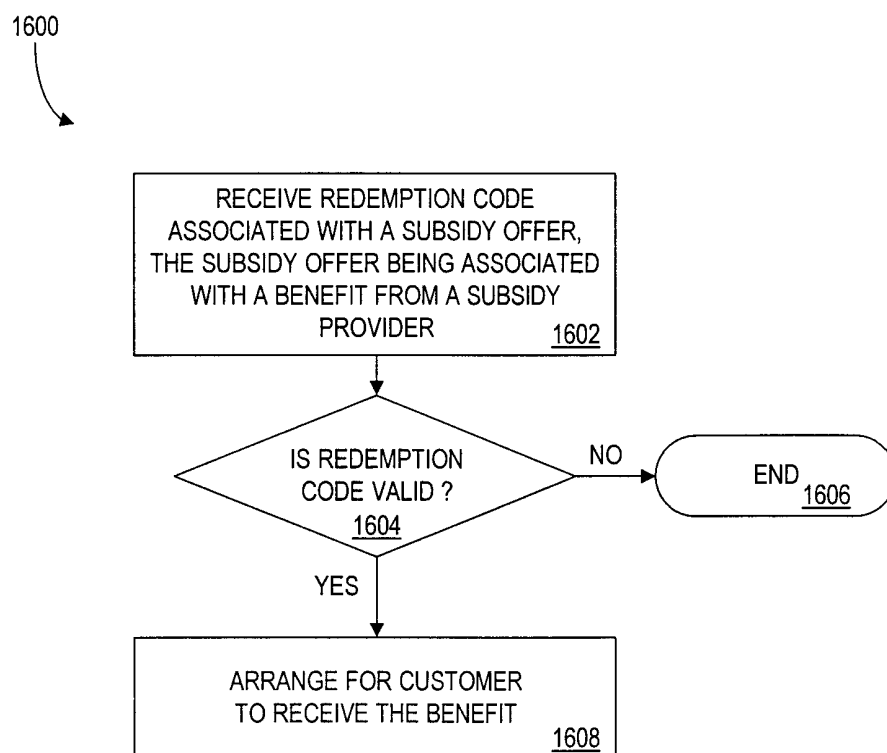 1600
RECEIVE REDEMPTION CODE
ASSOCIATED WITH A SUBSIDY OFFER,
THE SUBSIDY OFFER BEING ASSOCIATED
WITH A BENEFIT FROM A SUBSIDY
PROVIDER
1602
IS REDEMPTION
CODE VALID ?
1604
NO
END
1606
YES
ARRANGE FOR CUSTOMER
TO RECEIVE THE BENEFIT
1608